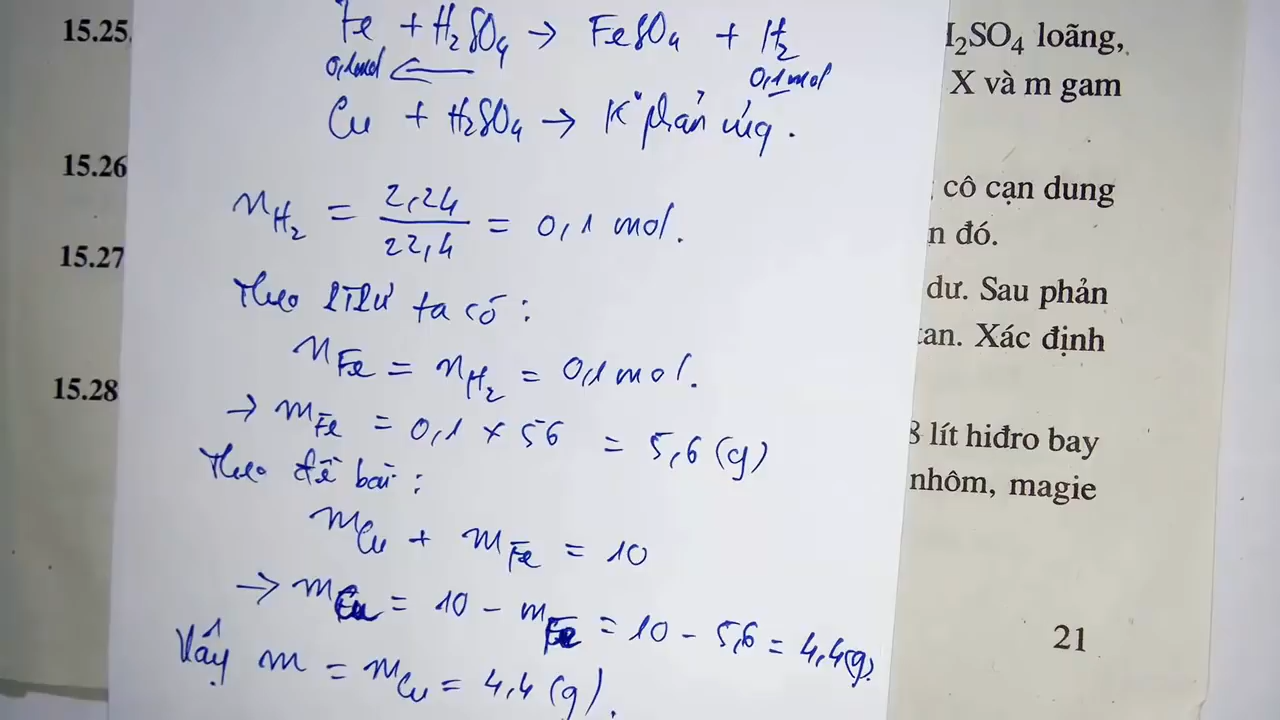 15.25.
Fe + H₂SO₄ → FeSO₄ + H₂
H₂SO₄ loãng,
0,1mol ← 0,1mol
X và m gam
Cu + H₂SO₄ → K° phản ứng.
15.26
cô cạn dung
n đó.
nH₂ = 2,24 / 22,4 = 0,1 mol.
15.27
dư. Sau phản
tan. Xác định
Theo PTPƯ ta có:
nFe = nH₂ = 0,1 mol.
15.28
8 lít hiđro bay
nhôm, magie
→ mFe = 0,1 × 56 = 5,6 (g)
Theo đề bài:
mCu + mFe = 10
→ mCu = 10 - mFe = 10 - 5,6 = 4,4(g).
Vấy m = mCu = 4,4 (g).
21